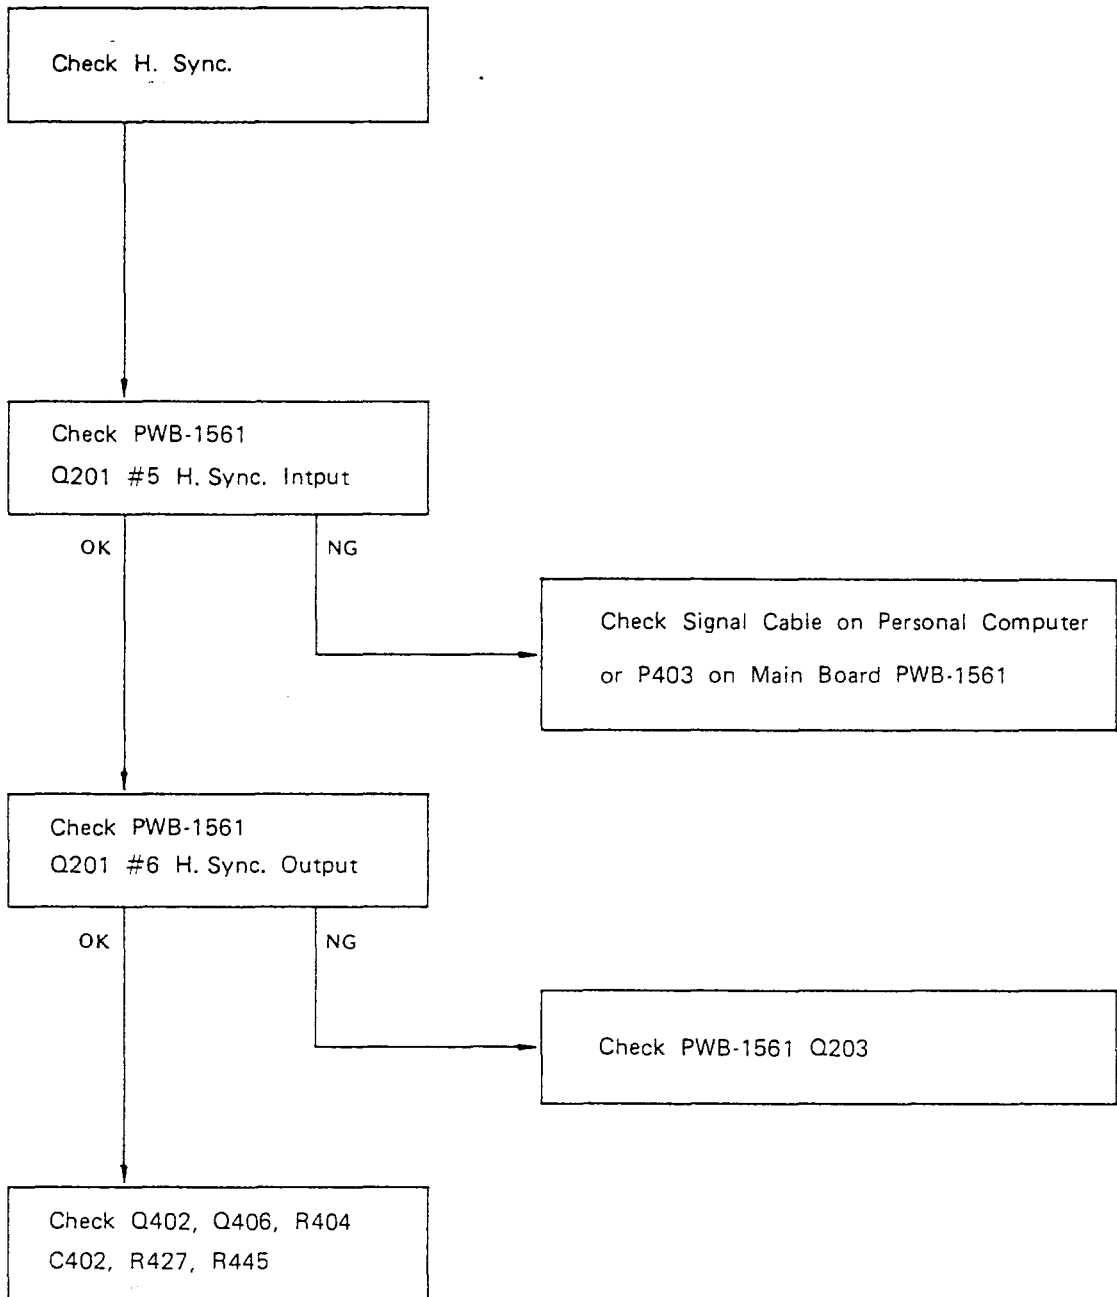 Check H. Sync.
Check PWB-1561
Q201 #5 H. Sync. Intput
OK
NG
Check Signal Cable on Personal Computer
or P403 on Main Board PWB-1561
Check PWB-1561
Q201 #6 H. Sync. Output
OK
NG
Check PWB-1561 Q203
Check Q402, Q406, R404
C402, R427, R445